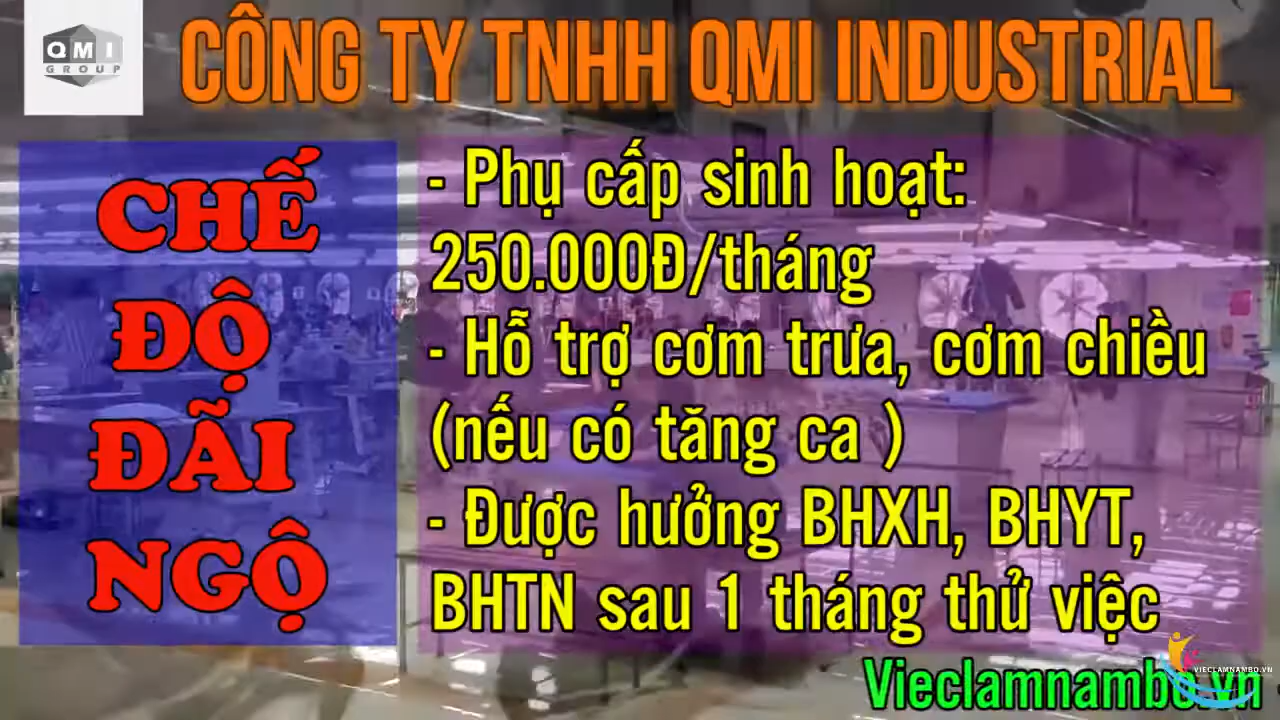 QMI
GROUP
CÔNG TY TNHH QMI INDUSTRIAL
CHẾ
ĐỘ
ĐÃI
NGỘ
- Phụ cấp sinh hoạt:
250.000Đ/tháng
- Hỗ trợ cơm trưa, cơm chiều
(nếu có tăng ca )
- Được hưởng BHXH, BHYT,
BHTN sau 1 tháng thử việc
Vieclamnambo.vn
VIECLAMNAMBO.VN